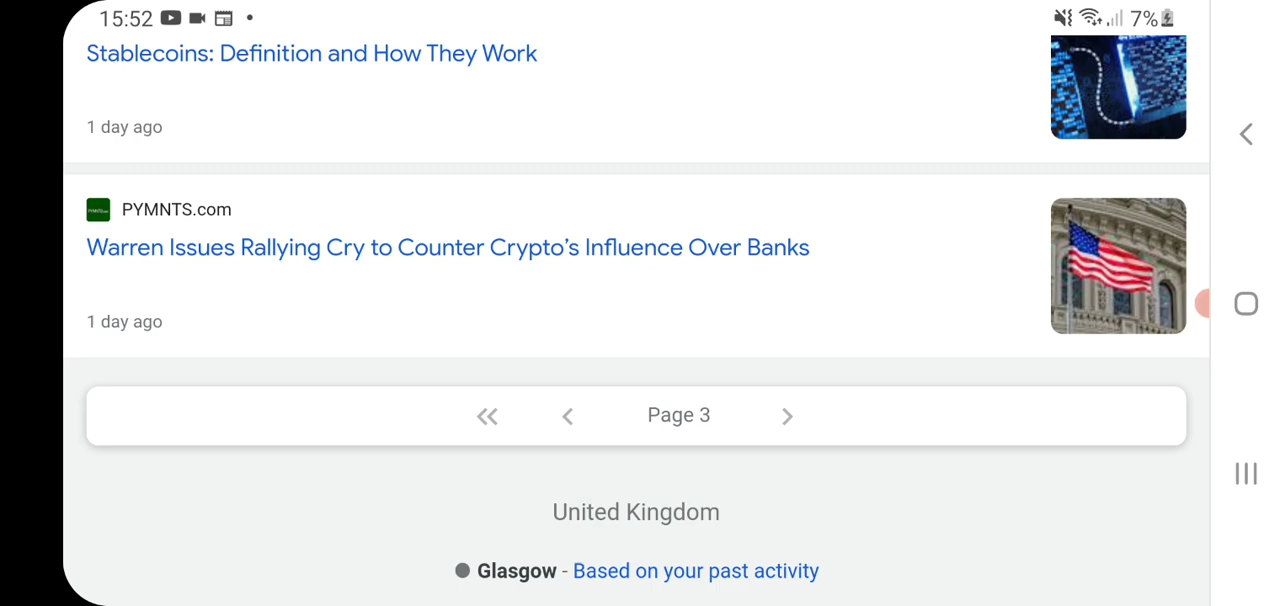 15:52 7%
Stablecoins: Definition and How They Work
1 day ago
PYMNTS.com
Warren Issues Rallying Cry to Counter Crypto’s Influence Over Banks
1 day ago
Page 3
United Kingdom
Glasgow - Based on your past activity